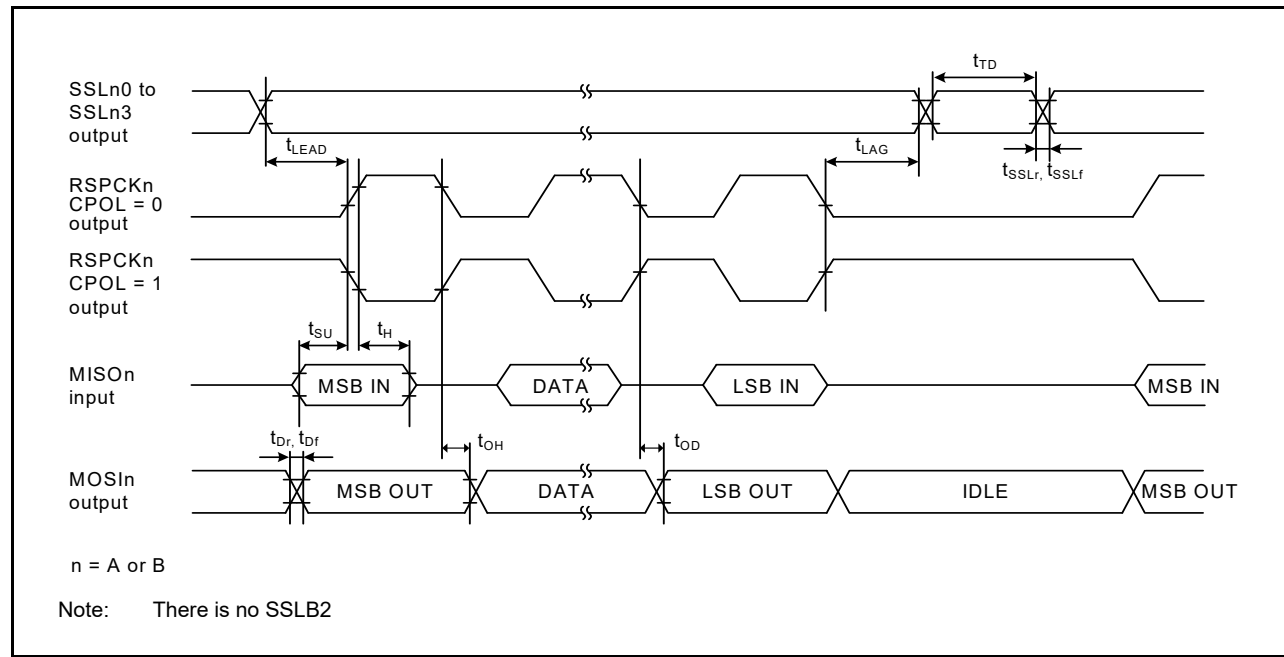 SSLn0 to
SSLn3
output
tTD
tLEAD
tLAG
tSSLr, tSSLf
RSPCKn
CPOL = 0
output
RSPCKn
CPOL = 1
output
tSU
tH
MISOn
input
MSB IN
DATA
LSB IN
MSB IN
tDr, tDf
tOH
tOD
MOSIn
output
MSB OUT
DATA
LSB OUT
IDLE
MSB OUT
n = A or B
Note: There is no SSLB2